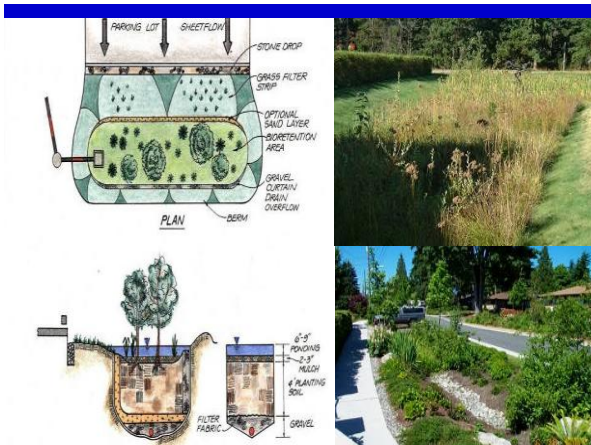 PARKING LOT SHEETFLOW
STONE DROP
GRASS FILTER
STRIP
OPTIONAL
SAND LAYER
BIORETENTION
AREA
GRAVEL
CURTAIN
DRAIN
OVERFLOW
BERM
PLAN
6"-9"
PONDING
2-3"
MULCH
4' PLANTING
SOIL
FILTER
FABRIC
GRAVEL